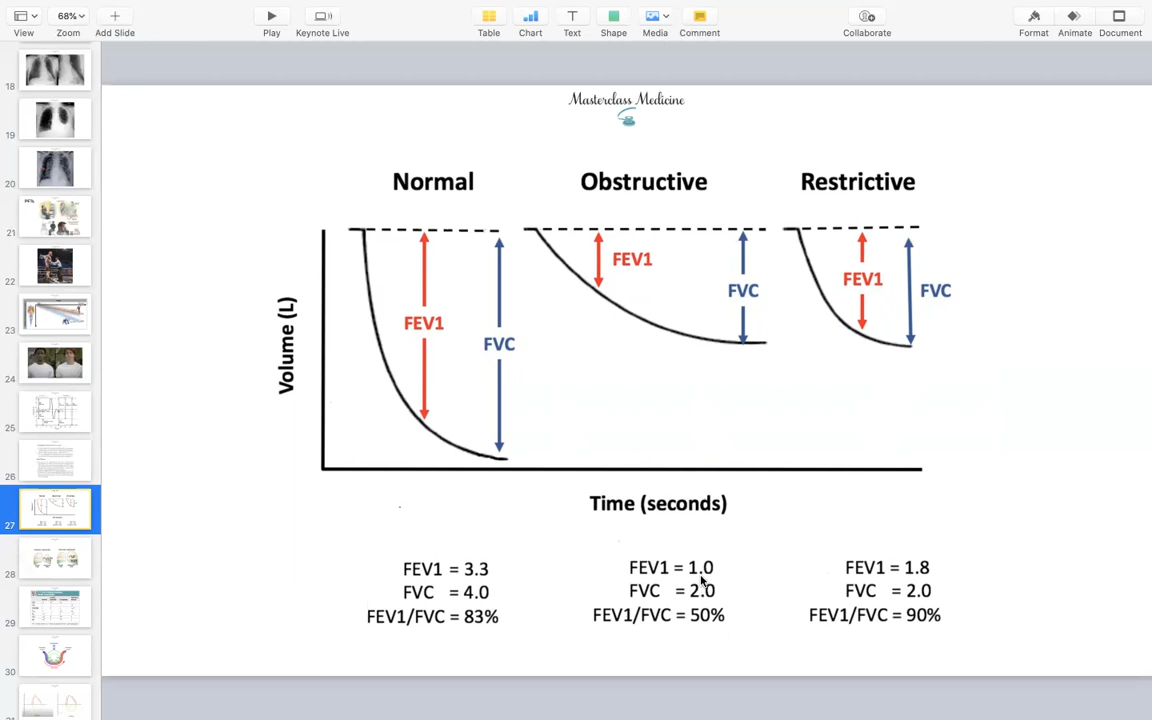 View
68%
Zoom
Add Slide
Play
Keynote Live
Table
Chart
Text
Shape
Media
Comment
Collaborate
Format
Animate
Document
18
19
20
21
22
23
24
25
26
27
28
29
30
Masterclass Medicine
Normal
Obstructive
Restrictive
Volume (L)
FEV1
FVC
FEV1
FVC
FEV1
FVC
Time (seconds)
FEV1 = 3.3
FVC = 4.0
FEV1/FVC = 83%
FEV1 = 1.0
FVC = 2.0
FEV1/FVC = 50%
FEV1 = 1.8
FVC = 2.0
FEV1/FVC = 90%